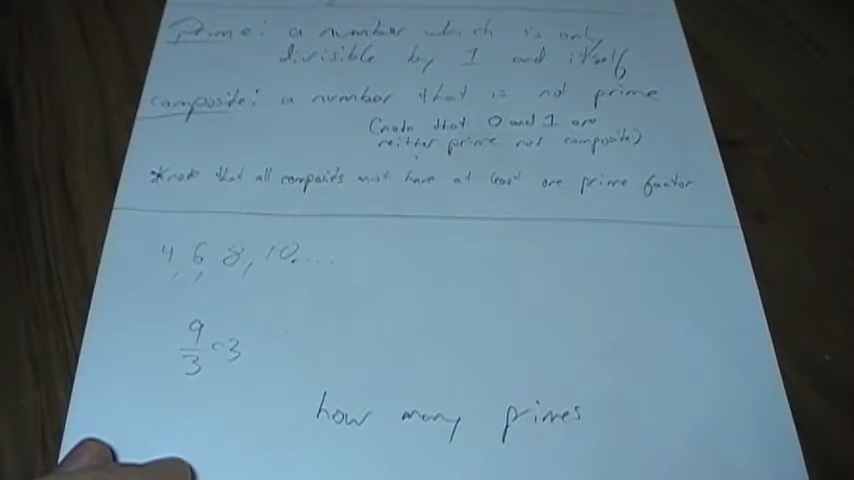 Prime: a number which is only
divisible by 1 and itself
composite: a number that is not prime
(note that 0 and 1 are
neither prime not composite)
*note that all composites must have at least one prime factor
4, 6, 8, 10....
9/3 = 3
how many primes